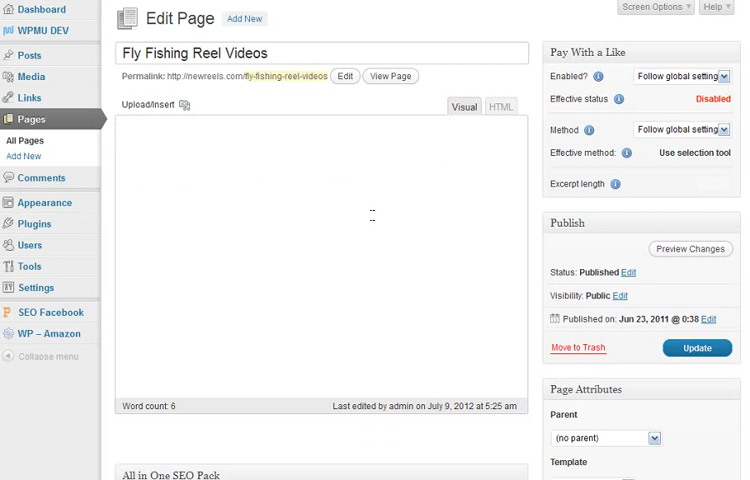 Dashboard
WPMU DEV
Posts
Media
Links
Pages
All Pages
Add New
Comments
Appearance
Plugins
Users
Tools
Settings
SEO Facebook
WP – Amazon
Collapse menu
Screen Options
Help
Edit Page
Add New
Fly Fishing Reel Videos
Permalink: http://newreels.com/fly-fishing-reel-videos Edit View Page
Upload/Insert
Visual
HTML
Word count: 6
Last edited by admin on July 9, 2012 at 5:25 am
All in One SEO Pack
Pay With a Like
Enabled? Follow global setting
Effective status Disabled
Method Follow global setting
Effective method: Use selection tool
Excerpt length
Publish
Preview Changes
Status: Published Edit
Visibility: Public Edit
Published on: Jun 23, 2011 @ 0:38 Edit
Move to Trash
Update
Page Attributes
Parent
(no parent)
Template